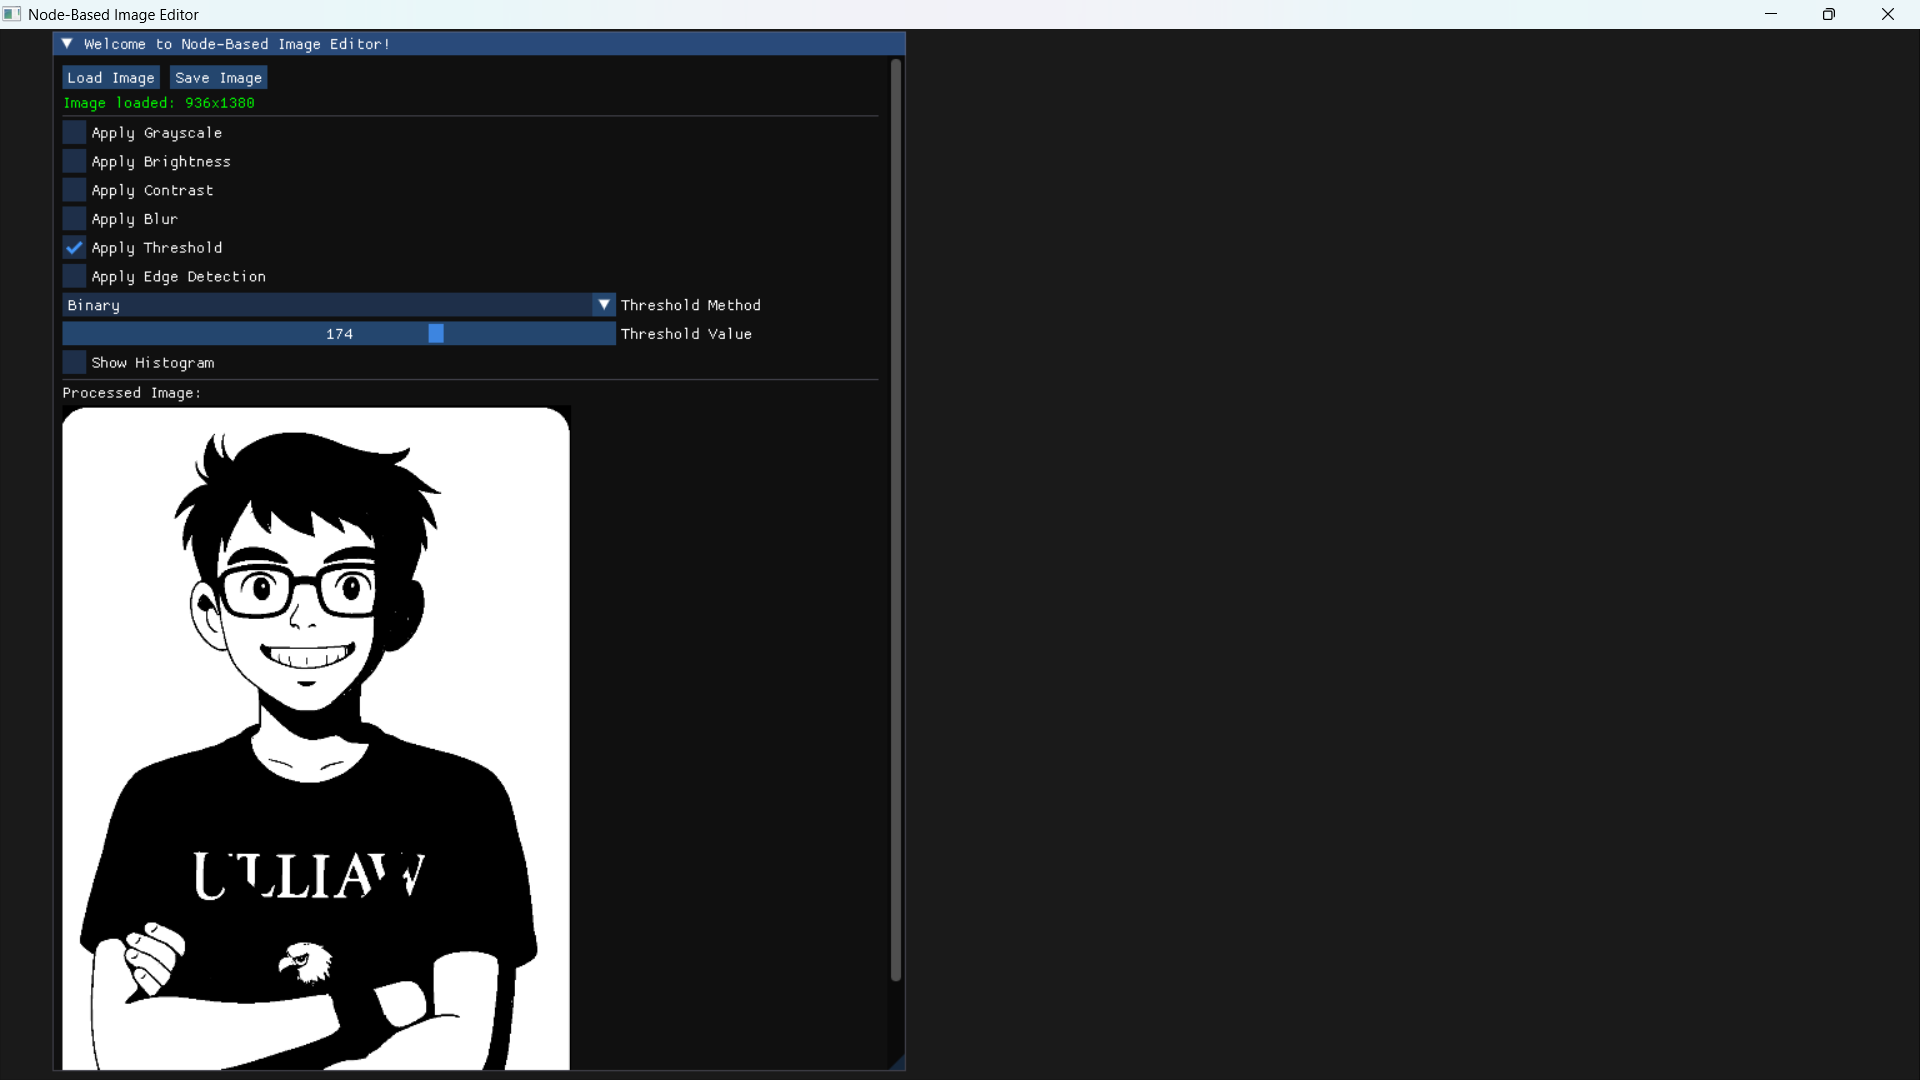 Node-Based Image Editor
Welcome to Node-Based Image Editor!
Load Image Save Image
Image loaded: 936x1380
Apply Grayscale
Apply Brightness
Apply Contrast
Apply Blur
Apply Threshold
Apply Edge Detection
Binary Threshold Method
174 Threshold Value
Show Histogram
Processed Image: